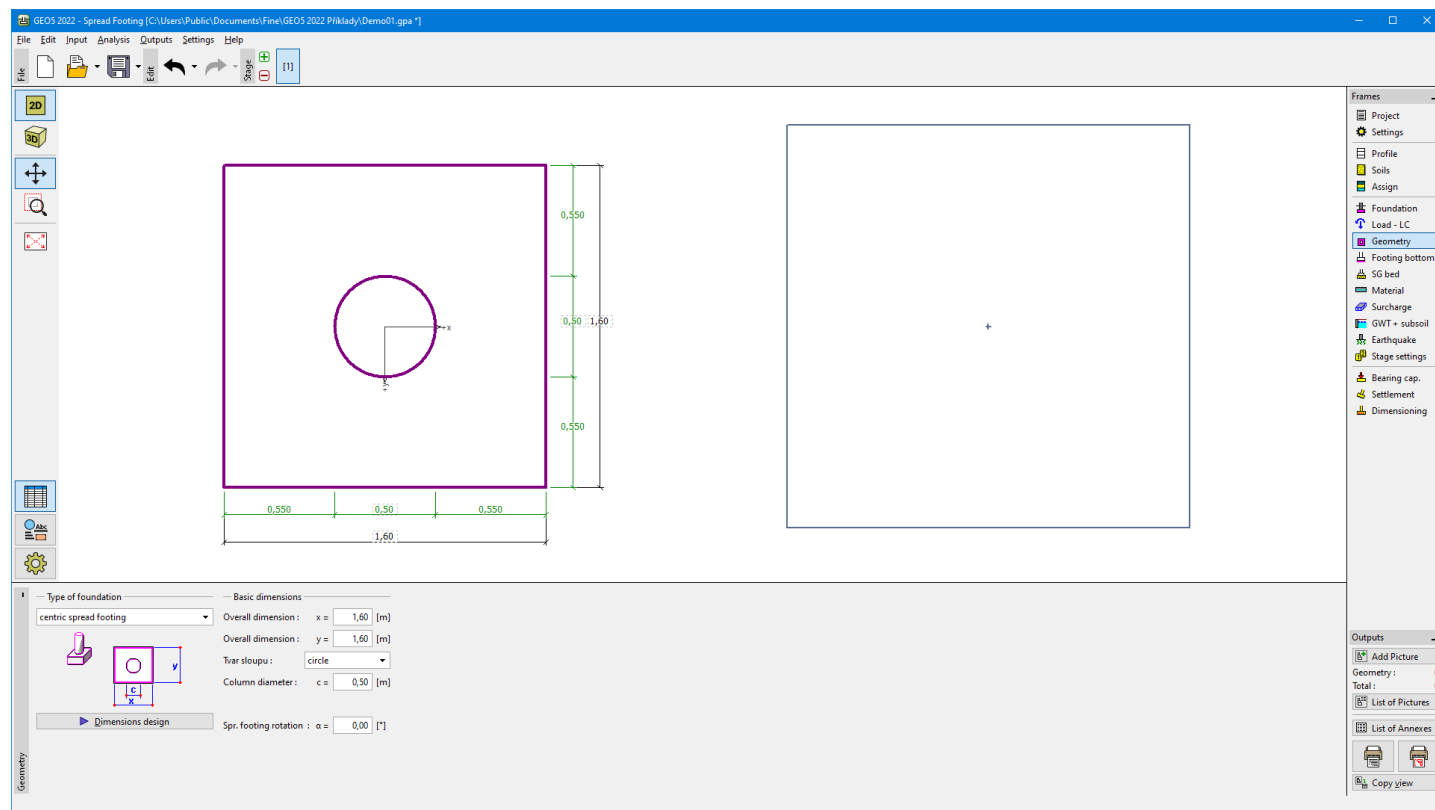 GEO5 2022 - Spread Footing [C:\Users\Public\Documents\Fine\GEO5 2022 Příklady\Demo01.gpa *]
File Edit Input Analysis Outputs Settings Help
File
Edit
Stage
[1]
2D
3D
Abc
0,550
0,50 1,60
0,550
+x
+y
0,550 0,50 0,550
1,60
Frames
Project
Settings
Profile
Soils
Assign
Foundation
Load - LC
Geometry
Footing bottom
SG bed
Material
Surcharge
GWT + subsoil
Earthquake
Stage settings
Bearing cap.
Settlement
Dimensioning
Geometry
Type of foundation
centric spread footing
y
c
x
Dimensions design
Basic dimensions
Overall dimension : x = 1,60 [m]
Overall dimension : y = 1,60 [m]
Tvar sloupu : circle
Column diameter : c = 0,50 [m]
Spr. footing rotation : α = 0,00 [°]
Outputs
Add Picture
Geometry :
Total :
List of Pictures
List of Annexes
Copy view